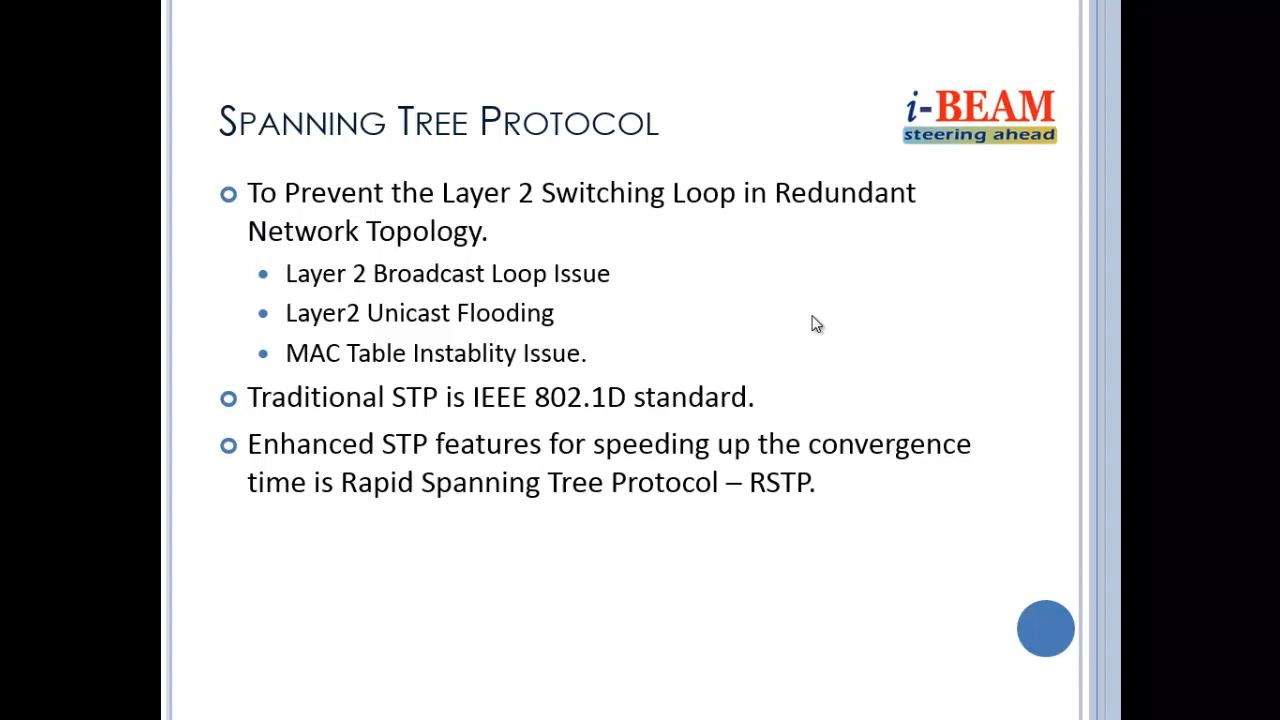 SPANNING TREE PROTOCOL
i-BEAM
steering ahead
To Prevent the Layer 2 Switching Loop in Redundant
Network Topology.
Layer 2 Broadcast Loop Issue
Layer2 Unicast Flooding
MAC Table Instablity Issue.
Traditional STP is IEEE 802.1D standard.
Enhanced STP features for speeding up the convergence
time is Rapid Spanning Tree Protocol – RSTP.